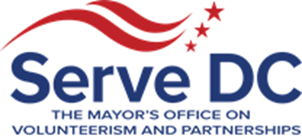 Serve DC
THE MAYOR'S OFFICE ON
VOLUNTEERISM AND PARTNERSHIPS